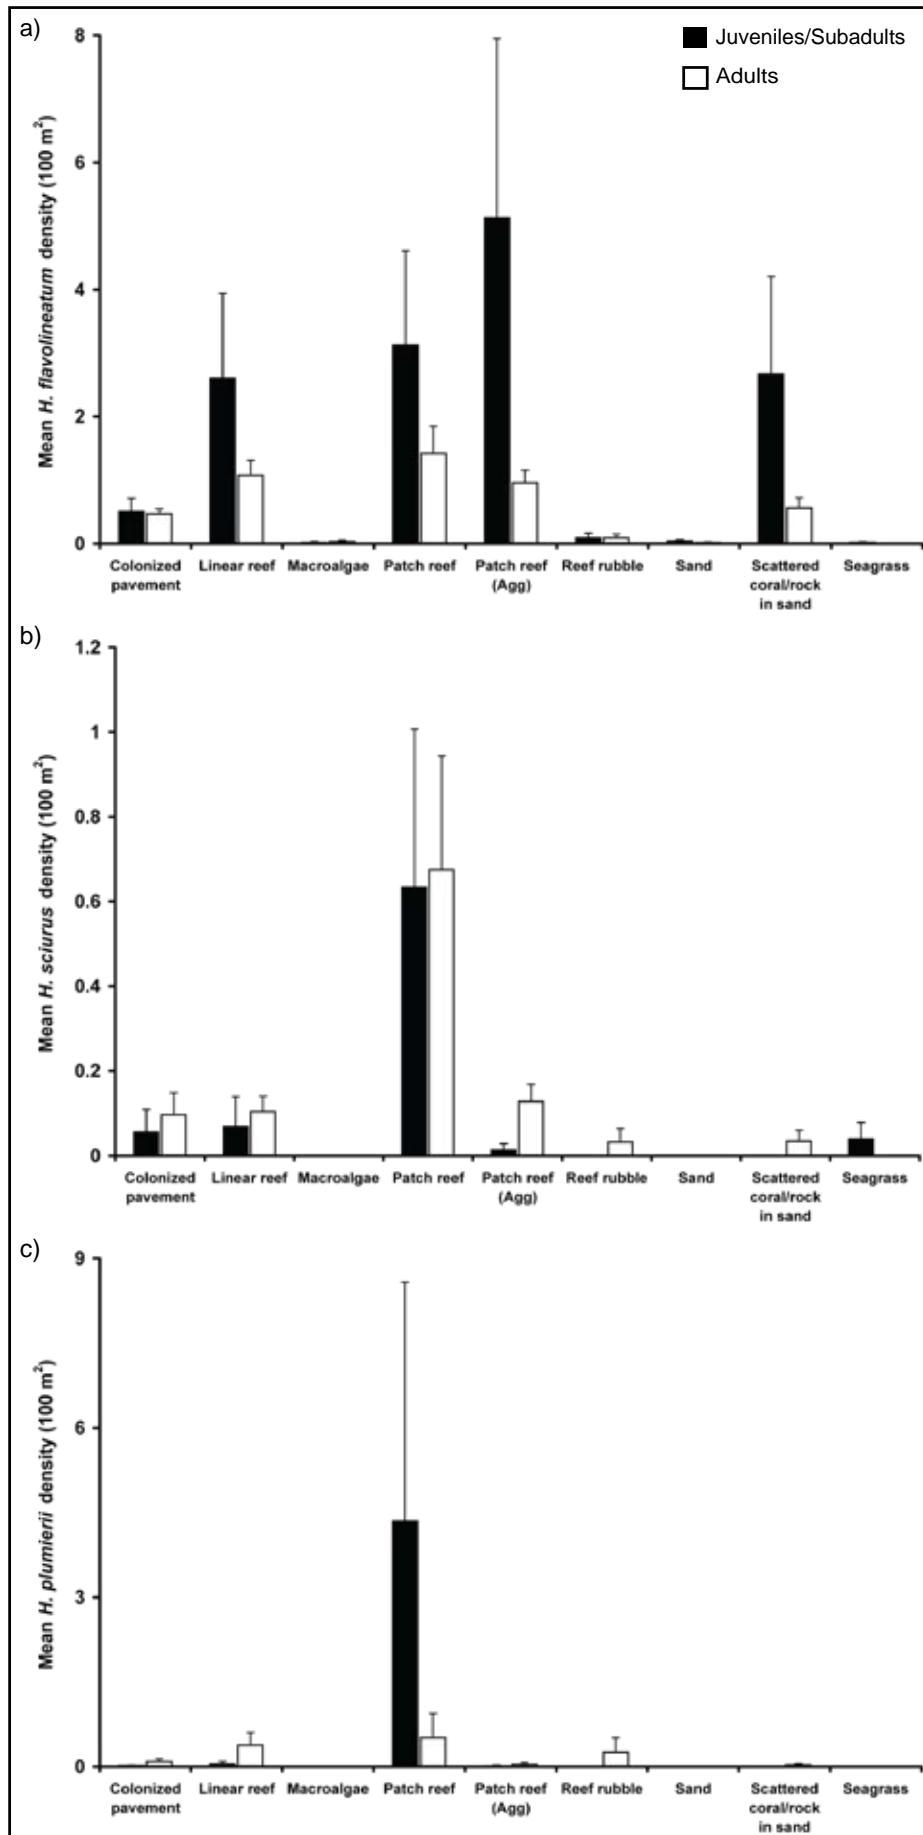 a)
Juveniles/Subadults
Adults
Mean H. flavolineatum density (100 m²)
8
6
4
2
0
Colonized pavement
Linear reef
Macroalgae
Patch reef
Patch reef (Agg)
Reef rubble
Sand
Scattered coral/rock in sand
Seagrass
b)
Mean H. sciurus density (100 m²)
1.2
1
0.8
0.6
0.4
0.2
0
Colonized pavement
Linear reef
Macroalgae
Patch reef
Patch reef (Agg)
Reef rubble
Sand
Scattered coral/rock in sand
Seagrass
c)
Mean H. plumierii density (100 m²)
9
6
3
0
Colonized pavement
Linear reef
Macroalgae
Patch reef
Patch reef (Agg)
Reef rubble
Sand
Scattered coral/rock in sand
Seagrass